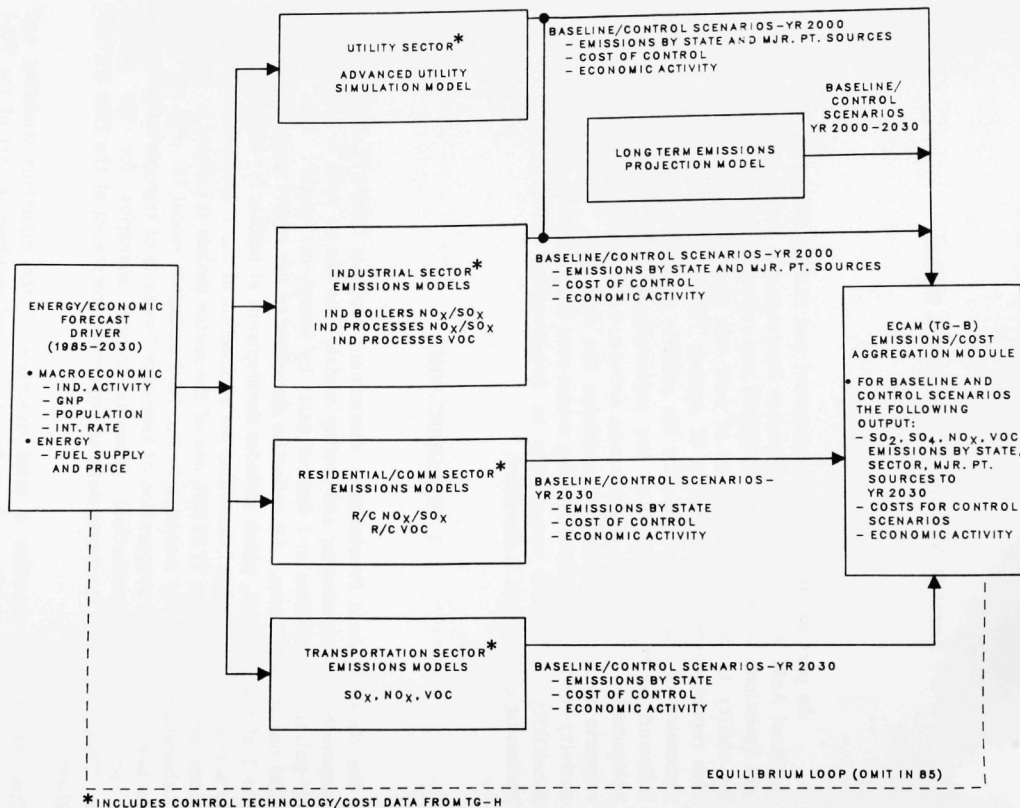 UTILITY SECTOR*
ADVANCED UTILITY
SIMULATION MODEL
BASELINE/CONTROL SCENARIOS-YR 2000
- EMISSIONS BY STATE AND MJR. PT. SOURCES
- COST OF CONTROL
- ECONOMIC ACTIVITY
BASELINE/
CONTROL
SCENARIOS
YR 2000-2030
LONG TERM EMISSIONS
PROJECTION MODEL
INDUSTRIAL SECTOR*
EMISSIONS MODELS
IND BOILERS NOX/SOX
IND PROCESSES NOX/SOX
IND PROCESSES VOC
BASELINE/CONTROL SCENARIOS-YR 2000
- EMISSIONS BY STATE AND MJR. PT. SOURCES
- COST OF CONTROL
- ECONOMIC ACTIVITY
ENERGY/ECONOMIC
FORECAST
DRIVER
(1985-2030)
• MACROECONOMIC
- IND. ACTIVITY
- GNP
- POPULATION
- INT. RATE
• ENERGY
- FUEL SUPPLY
AND PRICE
ECAM (TG-B)
EMISSIONS/COST
AGGREGATION MODULE
• FOR BASELINE AND
CONTROL SCENARIOS
THE FOLLOWING
OUTPUT:
- SO2, SO4, NOX, VOC
EMISSIONS BY STATE,
SECTOR, MJR. PT.
SOURCES TO
YR 2030
- COSTS FOR CONTROL
SCENARIOS
- ECONOMIC ACTIVITY
RESIDENTIAL/COMM SECTOR*
EMISSIONS MODELS
R/C NOX/SOX
R/C VOC
BASELINE/CONTROL SCENARIOS-
YR 2030
- EMISSIONS BY STATE
- COST OF CONTROL
- ECONOMIC ACTIVITY
TRANSPORTATION SECTOR*
EMISSIONS MODELS
SOX, NOX, VOC
BASELINE/CONTROL SCENARIOS-YR 2030
- EMISSIONS BY STATE
- COST OF CONTROL
- ECONOMIC ACTIVITY
EQUILIBRIUM LOOP (OMIT IN 85)
*INCLUDES CONTROL TECHNOLOGY/COST DATA FROM TG-H